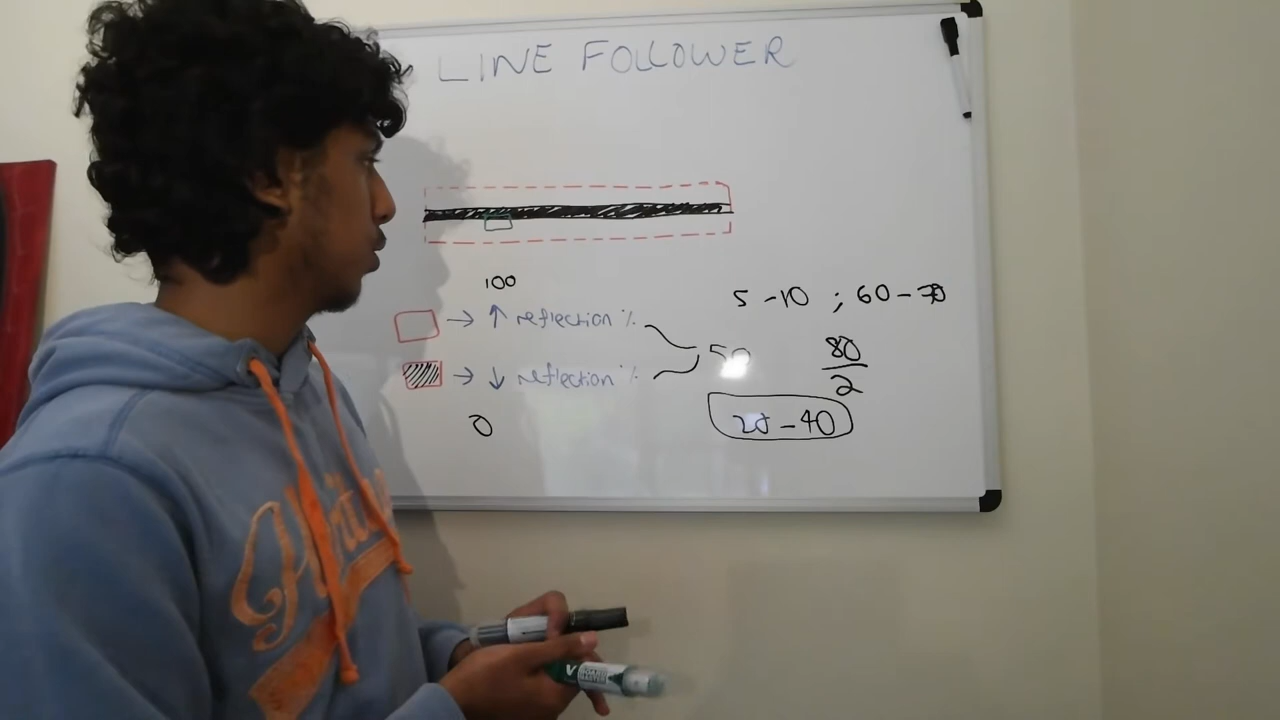 LINE FOLLOWER
100
5 - 10 ; 60 - 70
→ ↑ reflection %
50
80
2
→ ↓ reflection %
0
20 - 40